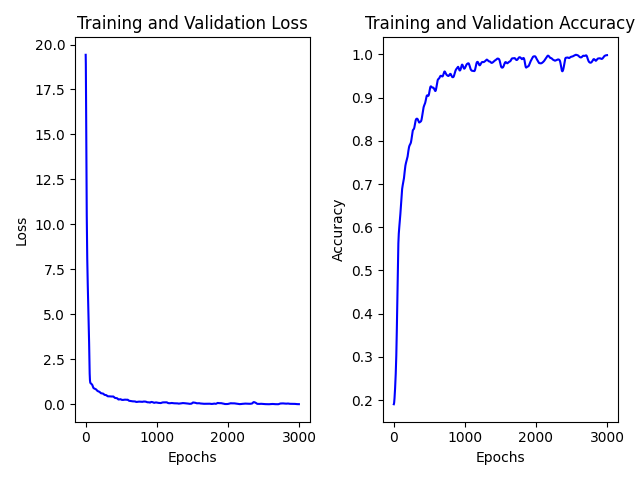 Training and Validation Loss
20.0
17.5
15.0
12.5
10.0
7.5
5.0
2.5
0.0
Loss
0 1000 2000 3000
Epochs
Training and Validation Accuracy
1.0
0.9
0.8
0.7
0.6
0.5
0.4
0.3
0.2
Accuracy
0 1000 2000 3000
Epochs